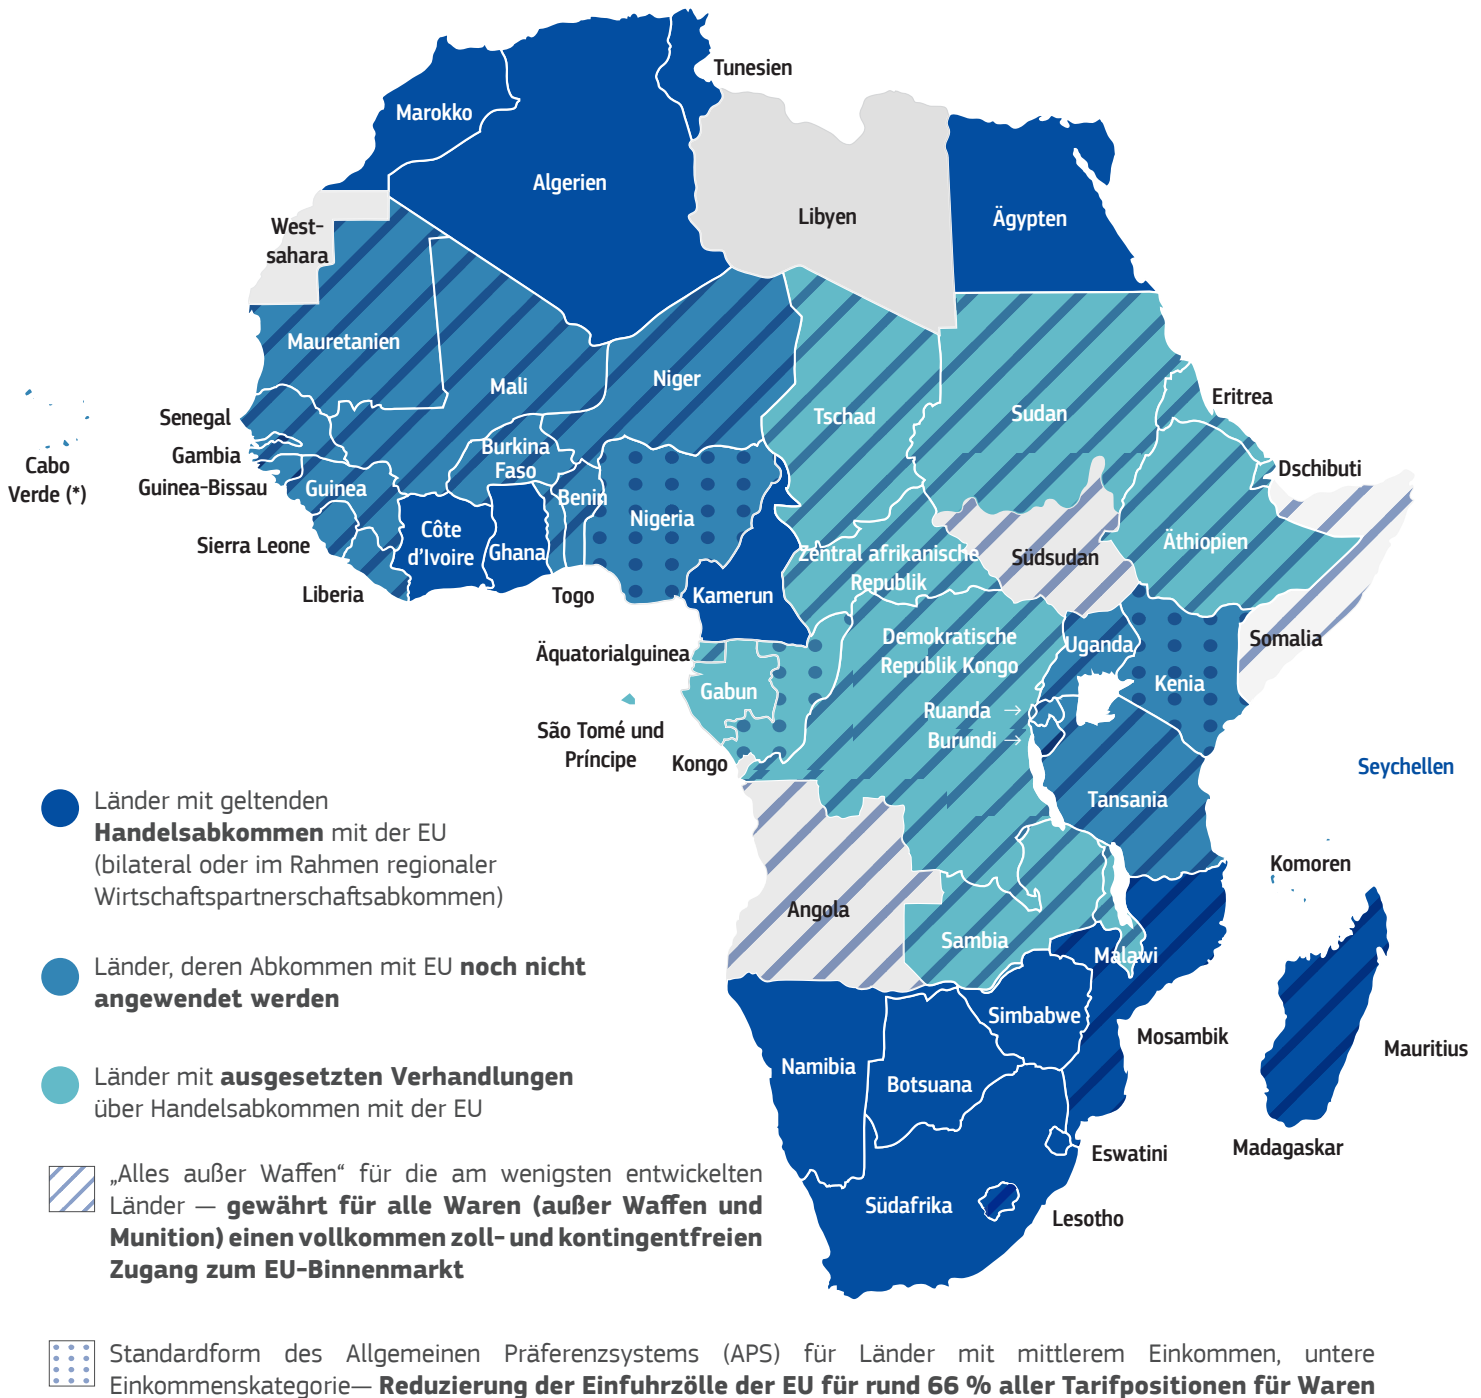 Tunesien
Marokko
Algerien
Libyen
Ägypten
West-
sahara
Mauretanien
Mali
Niger
Tschad
Sudan
Eritrea
Senegal
Gambia
Guinea-Bissau
Cabo
Verde (*)
Guinea
Burkina
Faso
Benin
Nigeria
Dschibuti
Sierra Leone
Côte
d'Ivoire
Ghana
Zentral afrikanische
Republik
Südsudan
Äthiopien
Liberia
Togo
Kamerun
Somalia
Äquatorialguinea
Demokratische
Republik Kongo
Uganda
Kenia
Gabun
Ruanda →
Burundi →
São Tomé und
Príncipe
Kongo
Seychellen
Tansania
Komoren
Angola
Sambia
Malawi
Simbabwe
Mosambik
Mauritius
Namibia
Botsuana
Eswatini
Madagaskar
Südafrika
Lesotho
Länder mit geltenden
Handelsabkommen mit der EU
(bilateral oder im Rahmen regionaler
Wirtschaftspartnerschaftsabkommen)
Länder, deren Abkommen mit EU noch nicht
angewendet werden
Länder mit ausgesetzten Verhandlungen
über Handelsabkommen mit der EU
„Alles außer Waffen“ für die am wenigsten entwickelten
Länder — gewährt für alle Waren (außer Waffen und
Munition) einen vollkommen zoll- und kontingentfreien
Zugang zum EU-Binnenmarkt
Standardform des Allgemeinen Präferenzsystems (APS) für Länder mit mittlerem Einkommen, untere
Einkommenskategorie— Reduzierung der Einfuhrzölle der EU für rund 66 % aller Tarifpositionen für Waren